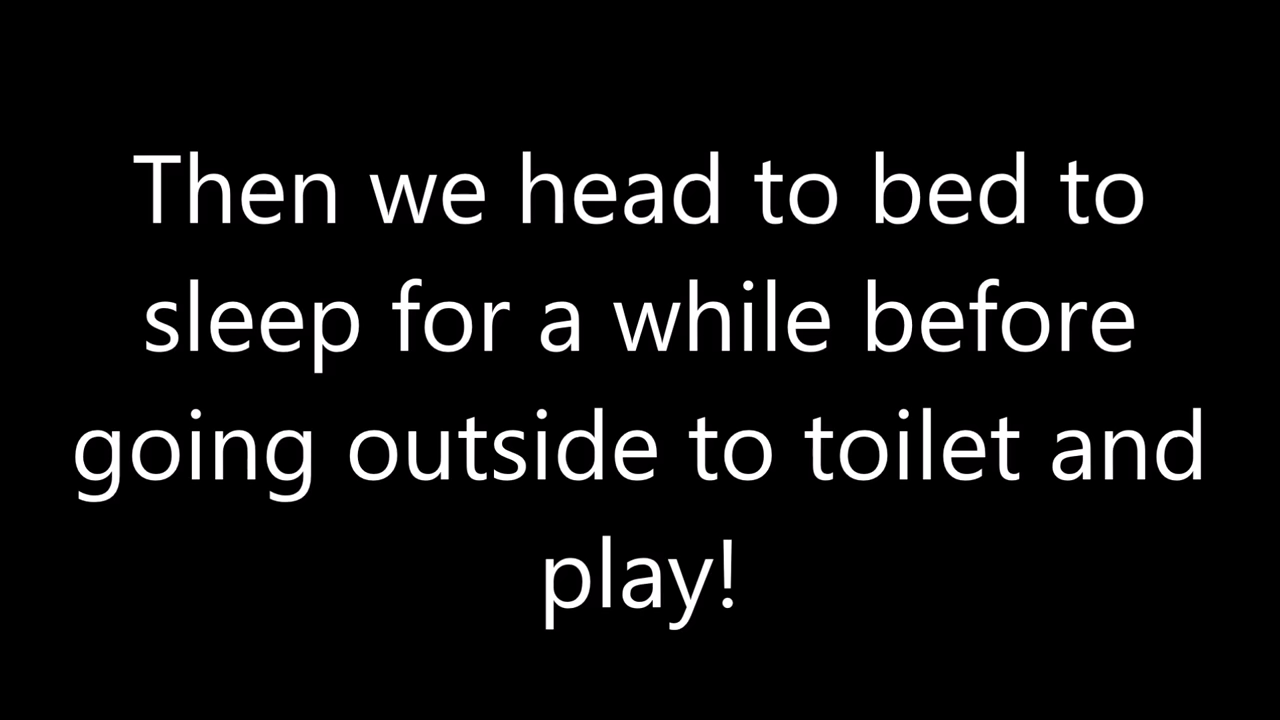 Then we head to bed to
sleep for a while before
going outside to toilet and
play!